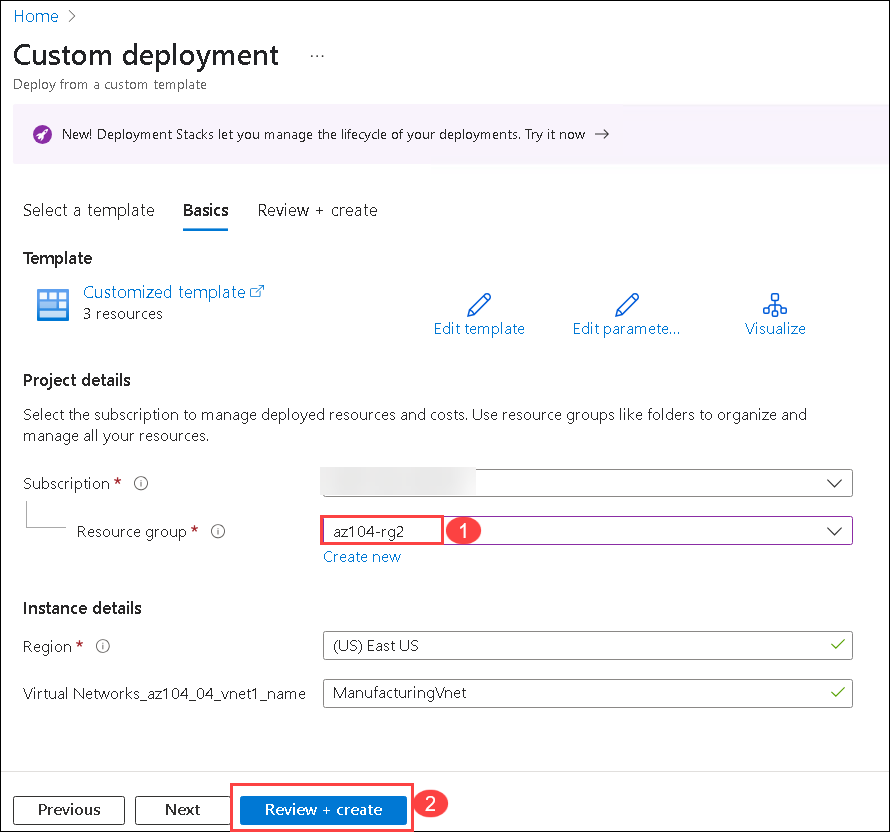 Home >
Custom deployment ...
Deploy from a custom template
New! Deployment Stacks let you manage the lifecycle of your deployments. Try it now →
Select a template Basics Review + create
Template
Customized template
3 resources
Edit template Edit paramete... Visualize
Project details
Select the subscription to manage deployed resources and costs. Use resource groups like folders to organize and
manage all your resources.
Subscription *
Resource group * az104-rg2 1
Create new
Instance details
Region * (US) East US
Virtual Networks_az104_04_vnet1_name ManufacturingVnet
Previous Next Review + create 2